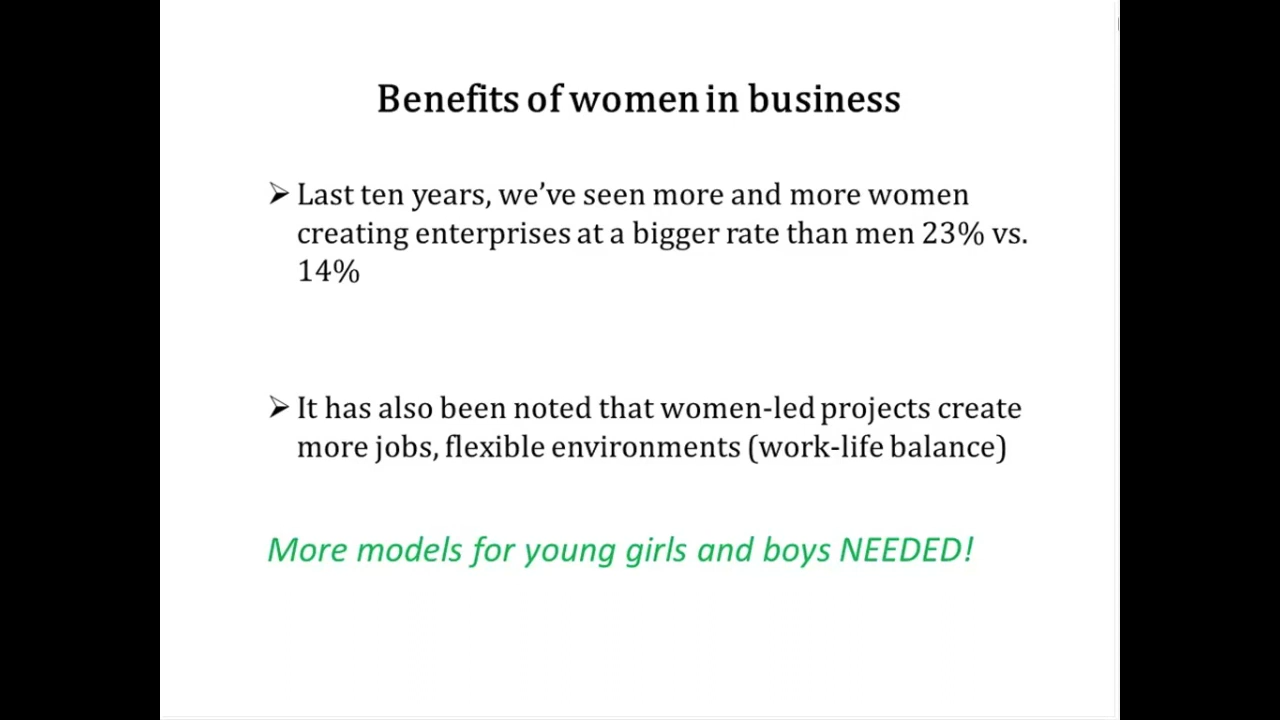 Benefits of women in business
➢ Last ten years, we’ve seen more and more women
creating enterprises at a bigger rate than men 23% vs.
14%
➢ It has also been noted that women-led projects create
more jobs, flexible environments (work-life balance)
More models for young girls and boys NEEDED!